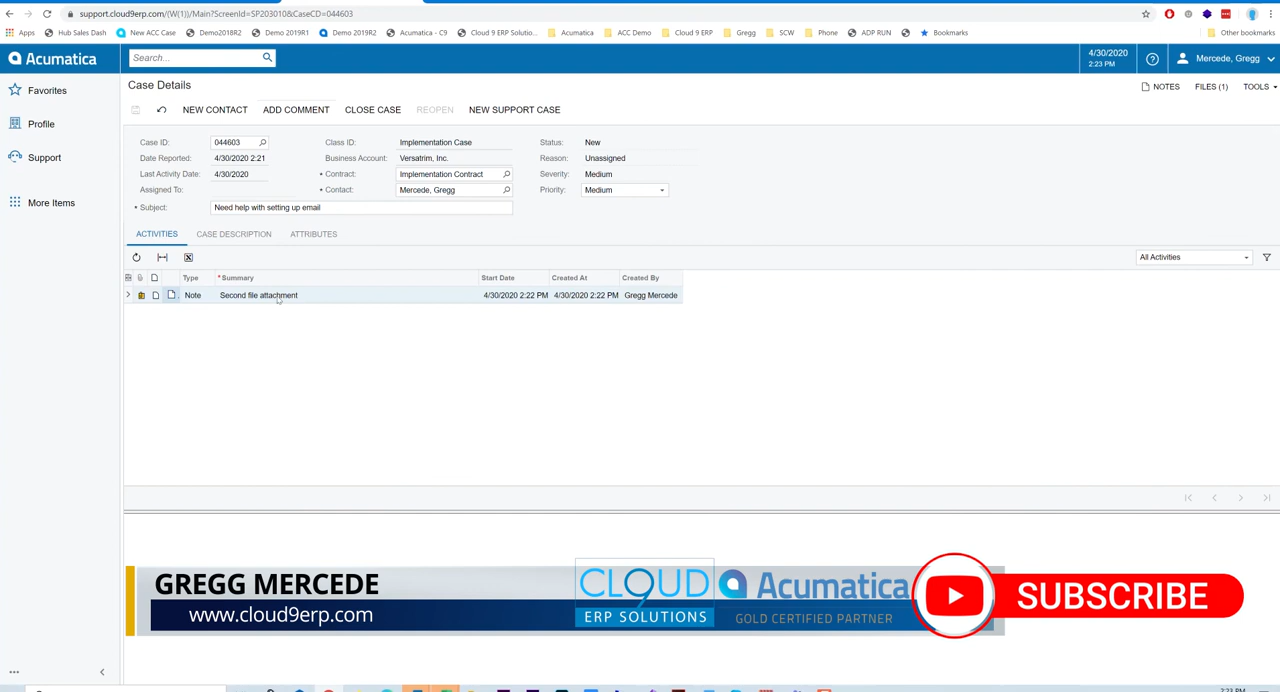 support.cloud9erp.com/(W(1))/Main?ScreenId=SP203010&CaseCD=044603
Apps Hub Sales Dash New ACC Case Demo2018R2 Demo 2019R1 Demo 2019R2 Acumatica - C9 Cloud 9 ERP Solutio... Acumatica ACC Demo Cloud 9 ERP Gregg SCW Phone ADP RUN Bookmarks Other bookmarks
Acumatica Search... 4/30/2020 2:23 PM Mercede, Gregg
Favorites
Profile
Support
More Items
Case Details NOTES FILES (1) TOOLS
NEW CONTACT ADD COMMENT CLOSE CASE REOPEN NEW SUPPORT CASE
Case ID: 044603 Class ID: Implementation Case Status: New
Date Reported: 4/30/2020 2:21 Business Account: Versatrim, Inc. Reason: Unassigned
Last Activity Date: 4/30/2020 * Contract: Implementation Contract Severity: Medium
Assigned To: * Contact: Mercede, Gregg Priority: Medium
* Subject: Need help with setting up email
ACTIVITIES CASE DESCRIPTION ATTRIBUTES
All Activities
Type * Summary Start Date Created At Created By
Note Second file attachment 4/30/2020 2:22 PM 4/30/2020 2:22 PM Gregg Mercede
GREGG MERCEDE
www.cloud9erp.com
CLOUD 9
ERP SOLUTIONS
Acumatica
GOLD CERTIFIED PARTNER
SUBSCRIBE
2:23 PM